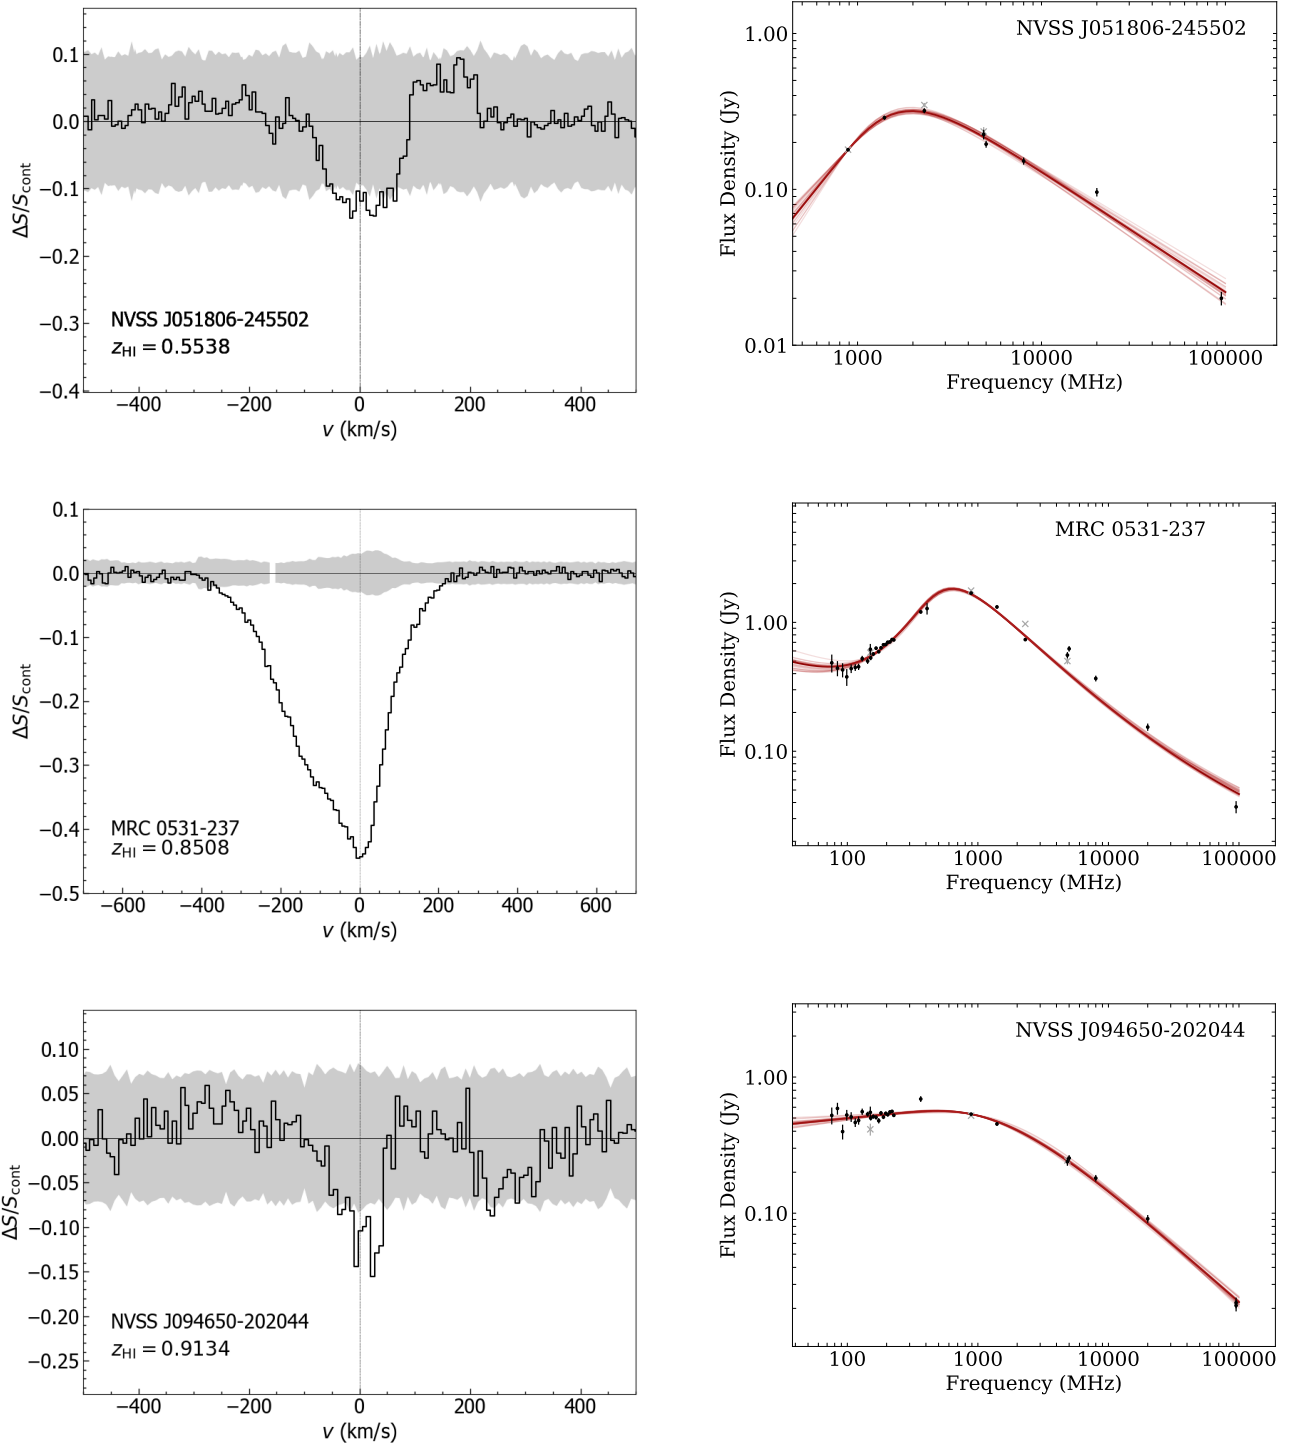 0.1
0.0
−0.1
−0.2
−0.3
−0.4
ΔS/S_cont
NVSS J051806-245502
z_HI = 0.5538
−400 −200 0 200 400
v (km/s)
NVSS J051806-245502
1.00
0.10
0.01
Flux Density (Jy)
1000 10000 100000
Frequency (MHz)
0.1
0.0
−0.1
−0.2
−0.3
−0.4
−0.5
ΔS/S_cont
MRC 0531-237
z_HI = 0.8508
−600 −400 −200 0 200 400 600
v (km/s)
MRC 0531-237
1.00
0.10
Flux Density (Jy)
100 1000 10000 100000
Frequency (MHz)
0.10
0.05
0.00
−0.05
−0.10
−0.15
−0.20
−0.25
ΔS/S_cont
NVSS J094650-202044
z_HI = 0.9134
−400 −200 0 200 400
v (km/s)
NVSS J094650-202044
1.00
0.10
Flux Density (Jy)
100 1000 10000 100000
Frequency (MHz)